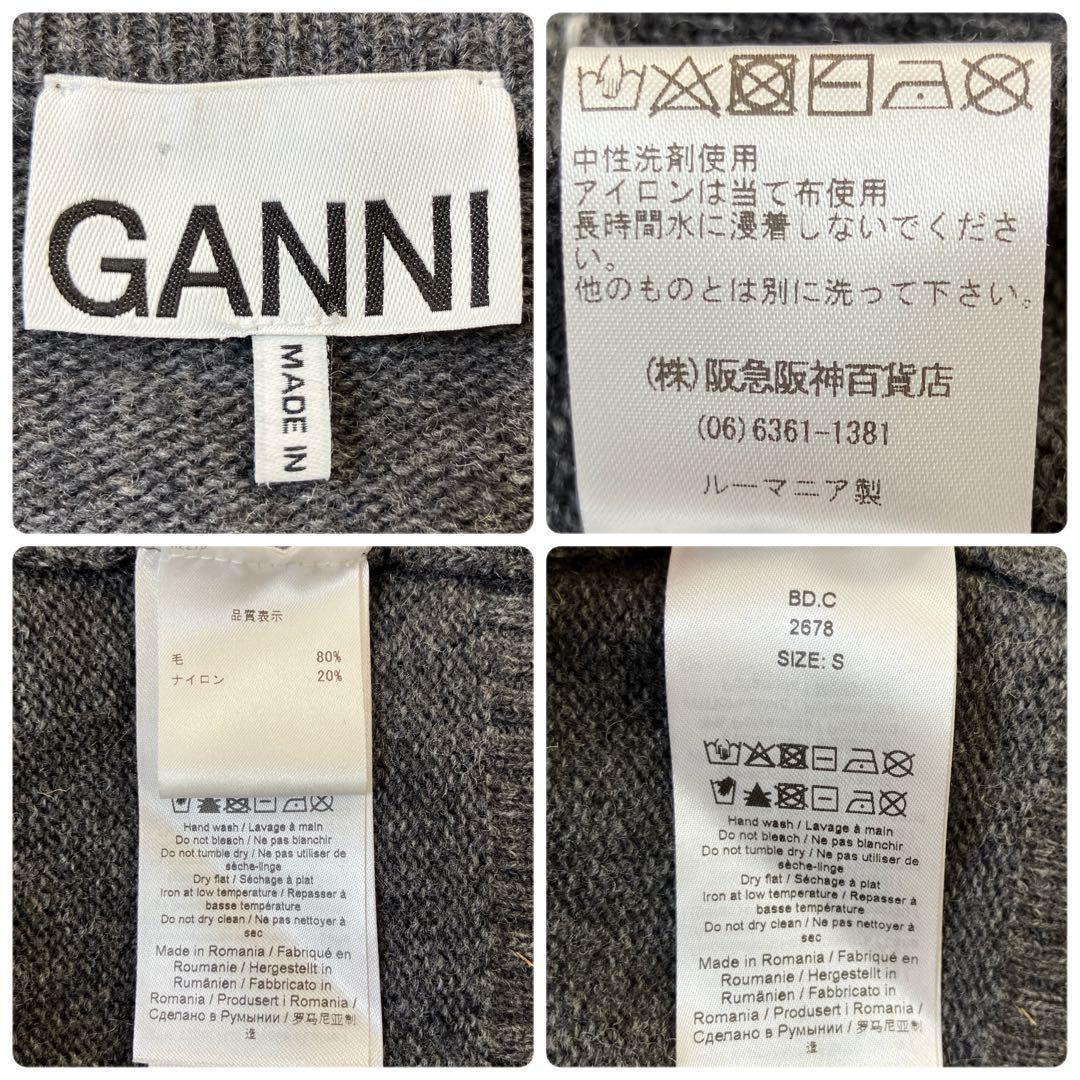 GANNI
MADE IN
中性洗剤使用
アイロンは当て布使用
長時間水に浸着しないでくださ
い。
他のものとは別に洗って下さい。
(株)阪急阪神百貨店
(06)6361-1381
ルーマニア製
品質表示
毛 80%
ナイロン 20%
Hand wash / Lavage à main
Do not bleach / Ne pas blanchir
Do not tumble dry / Ne pas utiliser de
sèche-linge
Dry flat / Séchage à plat
Iron at low temperature / Repasser à
basse température
Do not dry clean / Ne pas nettoyer à
sec
Made in Romania / Fabriqué en
Roumanie / Hergestellt in
Rumänien / Fabbricato in
Romania / Produsert i Romania /
Сделано в Румынии / 罗马尼亚制
造
BD.C
2678
SIZE: S
Hand wash / Lavage à main
Do not bleach / Ne pas blanchir
Do not tumble dry / Ne pas utiliser de
sèche-linge
Dry flat / Séchage à plat
Iron at low temperature / Repasser à
basse température
Do not dry clean / Ne pas nettoyer à
sec
Made in Romania / Fabriqué en
Roumanie / Hergestellt in
Rumänien / Fabbricato in
Romania / Produsert i Romania /
Сделано в Румынии / 罗马尼亚制
造